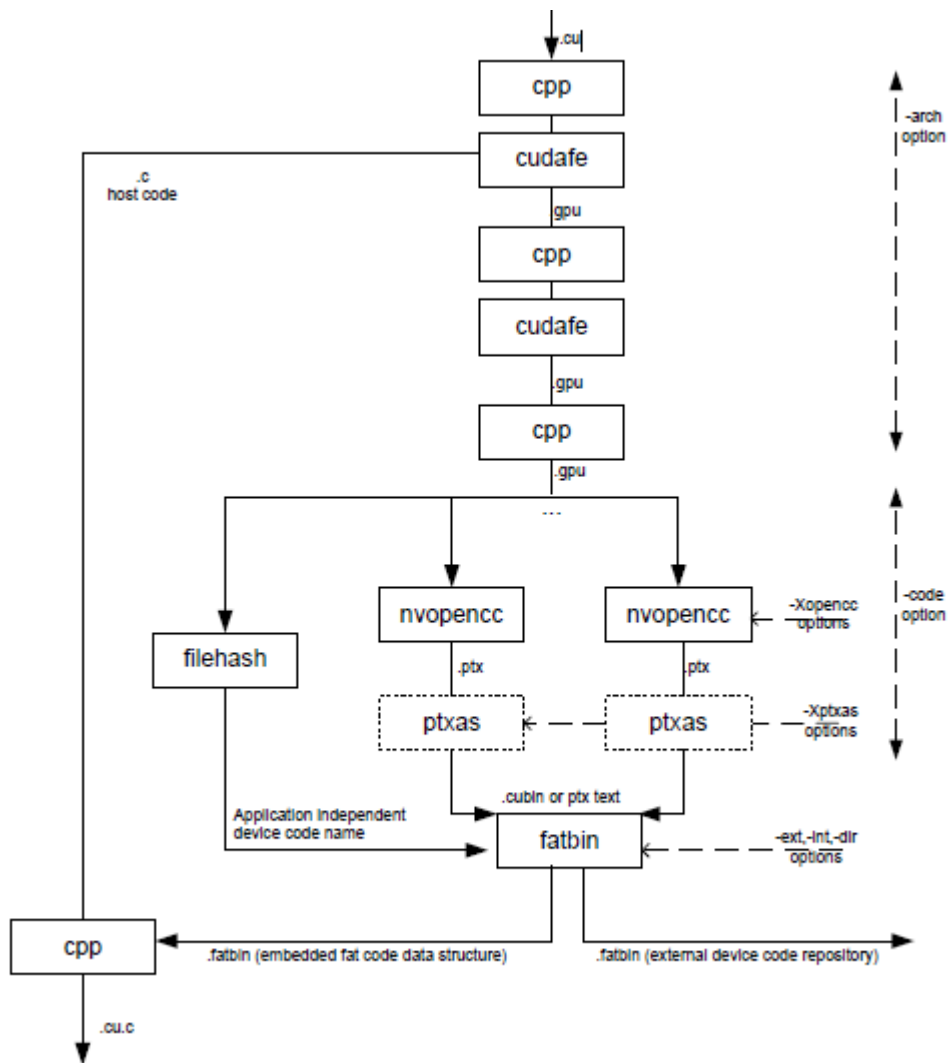 .cu
cpp
-arch
option
cudafe
.c
host code
.gpu
cpp
cudafe
.gpu
cpp
.gpu
...
nvopencc
nvopencc
-Xopencc
options
-code
option
filehash
.ptx
.ptx
ptxas
ptxas
-Xptxas
options
.cubin or ptx text
Application independent
device code name
fatbin
-ext,-int,-dir
options
cpp
.fatbin (embedded fat code data structure)
.fatbin (external device code repository)
.cu.c